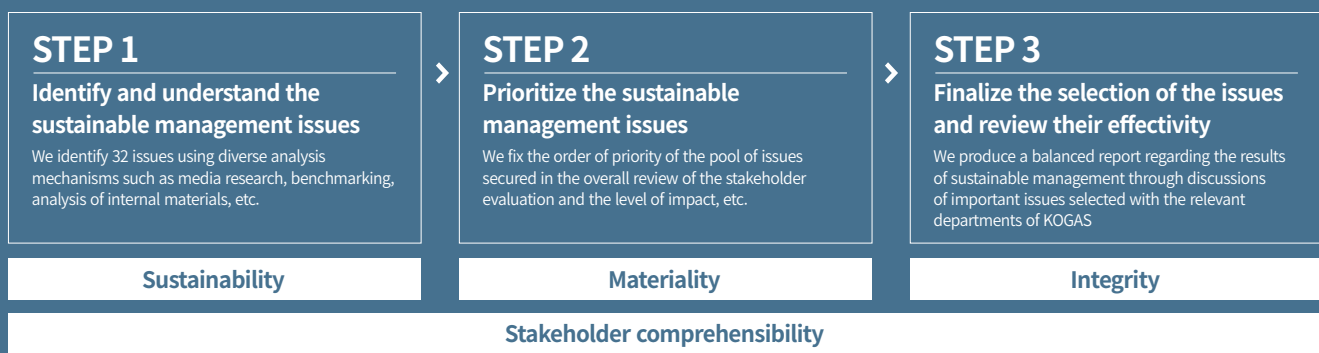 STEP 1
Identify and understand the
sustainable management issues
We identify 32 issues using diverse analysis
mechanisms such as media research, benchmarking,
analysis of internal materials, etc.
Sustainability
STEP 2
Prioritize the sustainable
management issues
We fix the order of priority of the pool of issues
secured in the overall review of the stakeholder
evaluation and the level of impact, etc.
Materiality
STEP 3
Finalize the selection of the issues
and review their effectivity
We produce a balanced report regarding the results
of sustainable management through discussions
of important issues selected with the relevant
departments of KOGAS
Integrity
Stakeholder comprehensibility